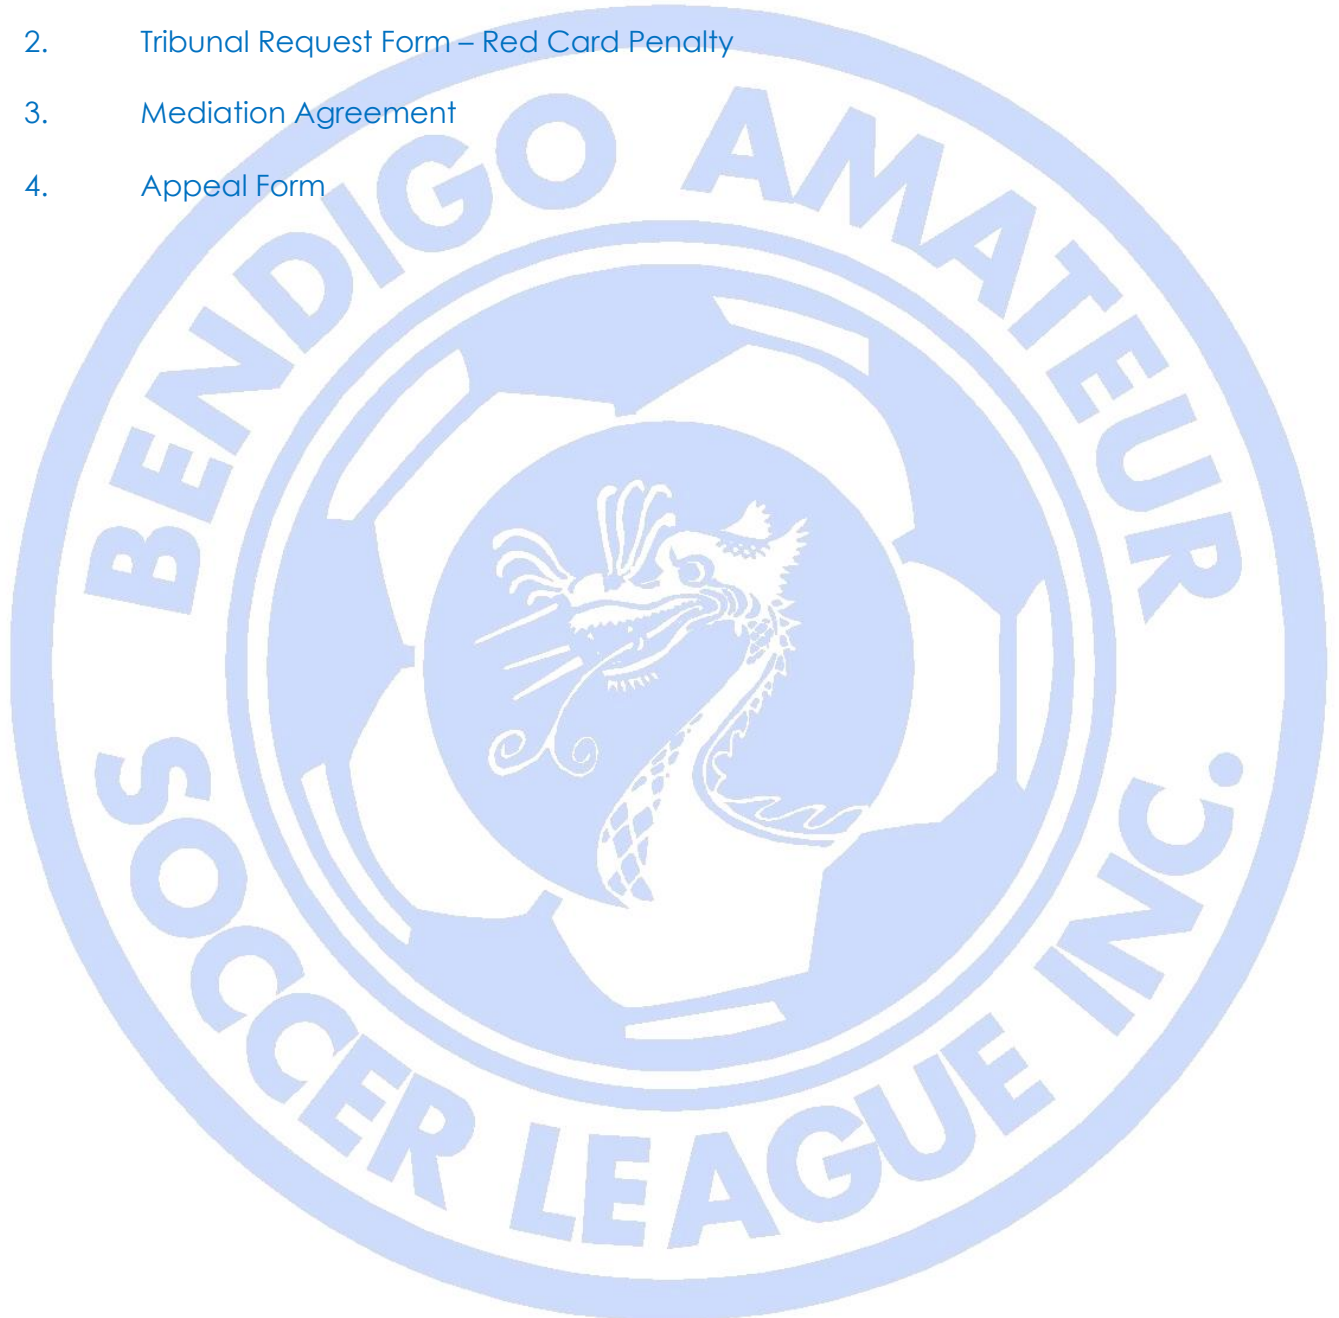 2. Tribunal Request Form – Red Card Penalty
3. Mediation Agreement
4. Appeal Form
BENDIGO AMATEUR
SOCCER LEAGUE INC.